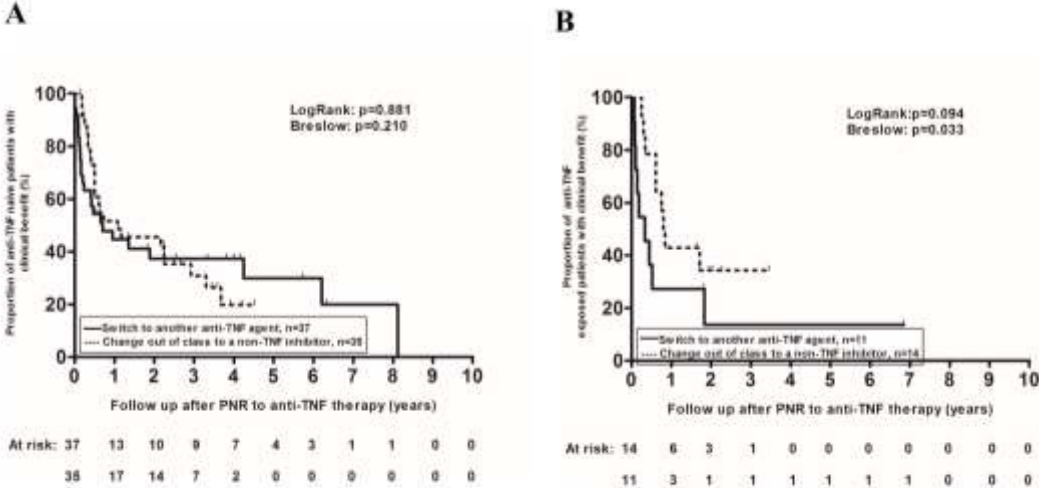 A
Proportion of anti-TNF naive patients with
clinical benefit (%)
100
80
60
40
20
0
LogRank: p=0.881
Breslow: p=0.210
Switch to another anti-TNF agent, n=37
Change out of class to a non-TNF inhibitor, n=35
0 1 2 3 4 5 6 7 8 9 10
Follow up after PNR to anti-TNF therapy (years)
At risk: 37 13 10 9 7 4 3 1 1 0 0
35 17 14 7 2 0 0 0 0 0 0
B
Proportion of anti-TNF
exposed patients with clinical benefit (%)
100
80
60
40
20
0
LogRank:p=0.094
Breslow: p=0.033
Switch to another anti-TNF agent, n=11
Change out of class to a non-TNF inhibitor, n=14
0 1 2 3 4 5 6 7 8 9 10
Follow up after PNR to anti-TNF therapy (years)
At risk: 14 6 3 1 0 0 0 0 0 0 0
11 3 1 1 1 1 1 1 0 0 0